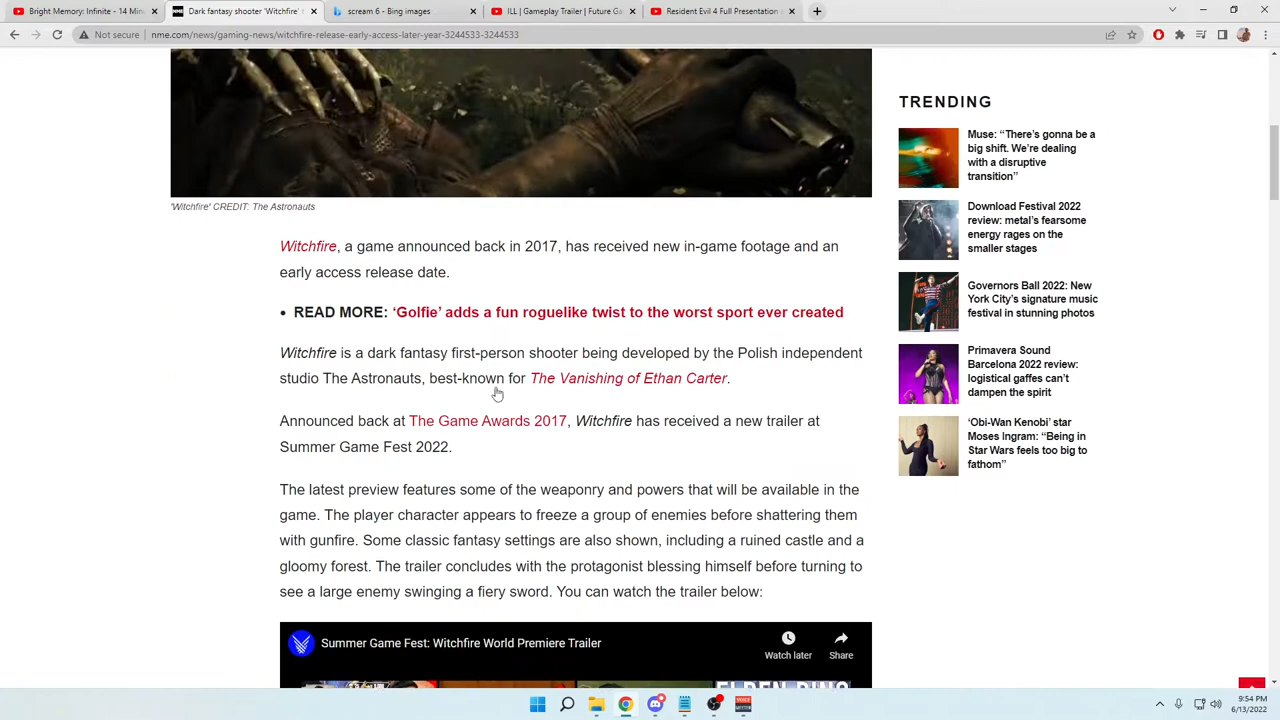 Bright Memory: Infinite - 14 Min
Dark fantasy shooter 'Witchfire'
scream 6 - Bing images
ILL | Gameplay Trailer | Future Ga
Resident Evil 4 Full Presentation
Not secure | nme.com/news/gaming-news/witchfire-early-access-later-year-3244533-3244533
'Witchfire' CREDIT: The Astronauts
Witchfire, a game announced back in 2017, has received new in-game footage and an
early access release date.
• READ MORE: ‘Golfie’ adds a fun roguelike twist to the worst sport ever created
Witchfire is a dark fantasy first-person shooter being developed by the Polish independent
studio The Astronauts, best-known for The Vanishing of Ethan Carter.
Announced back at The Game Awards 2017, Witchfire has received a new trailer at
Summer Game Fest 2022.
The latest preview features some of the weaponry and powers that will be available in the
game. The player character appears to freeze a group of enemies before shattering them
with gunfire. Some classic fantasy settings are also shown, including a ruined castle and a
gloomy forest. The trailer concludes with the protagonist blessing himself before turning to
see a large enemy swinging a fiery sword. You can watch the trailer below:
Summer Game Fest: Witchfire World Premiere Trailer
Watch later
Share
TRENDING
Muse: “There’s gonna be a
big shift. We’re dealing
with a disruptive
transition”
Download Festival 2022
review: metal’s fearsome
energy rages on the
smaller stages
Governors Ball 2022: New
York City’s signature music
festival in stunning photos
Primavera Sound
Barcelona 2022 review:
logistical gaffes can’t
dampen the spirit
‘Obi-Wan Kenobi’ star
Moses Ingram: “Being in
Star Wars feels too big to
fathom”
9:54 PM
6/13/2022